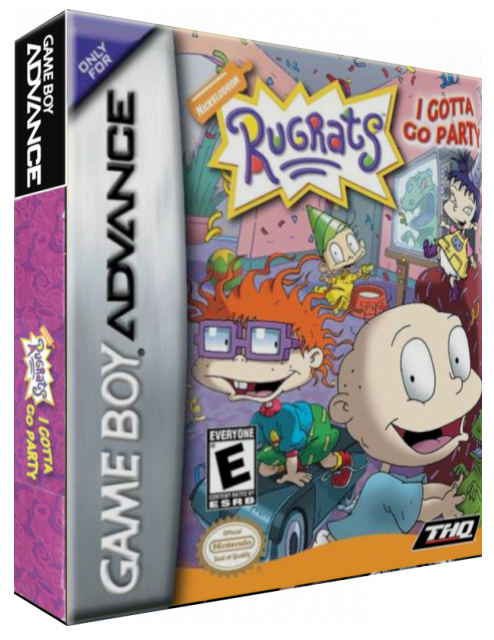 GAME BOY
ADVANCE
RUGRATS
I GOTTA
GO PARTY
ONLY
FOR
GAME BOY ADVANCE
NICKELODEON
RUGRATS
I GOTTA
GO PARTY
SPIKE
EVERYONE
E
CONTENT RATED BY
ESRB
Official
Nintendo
Seal of Quality
THQ